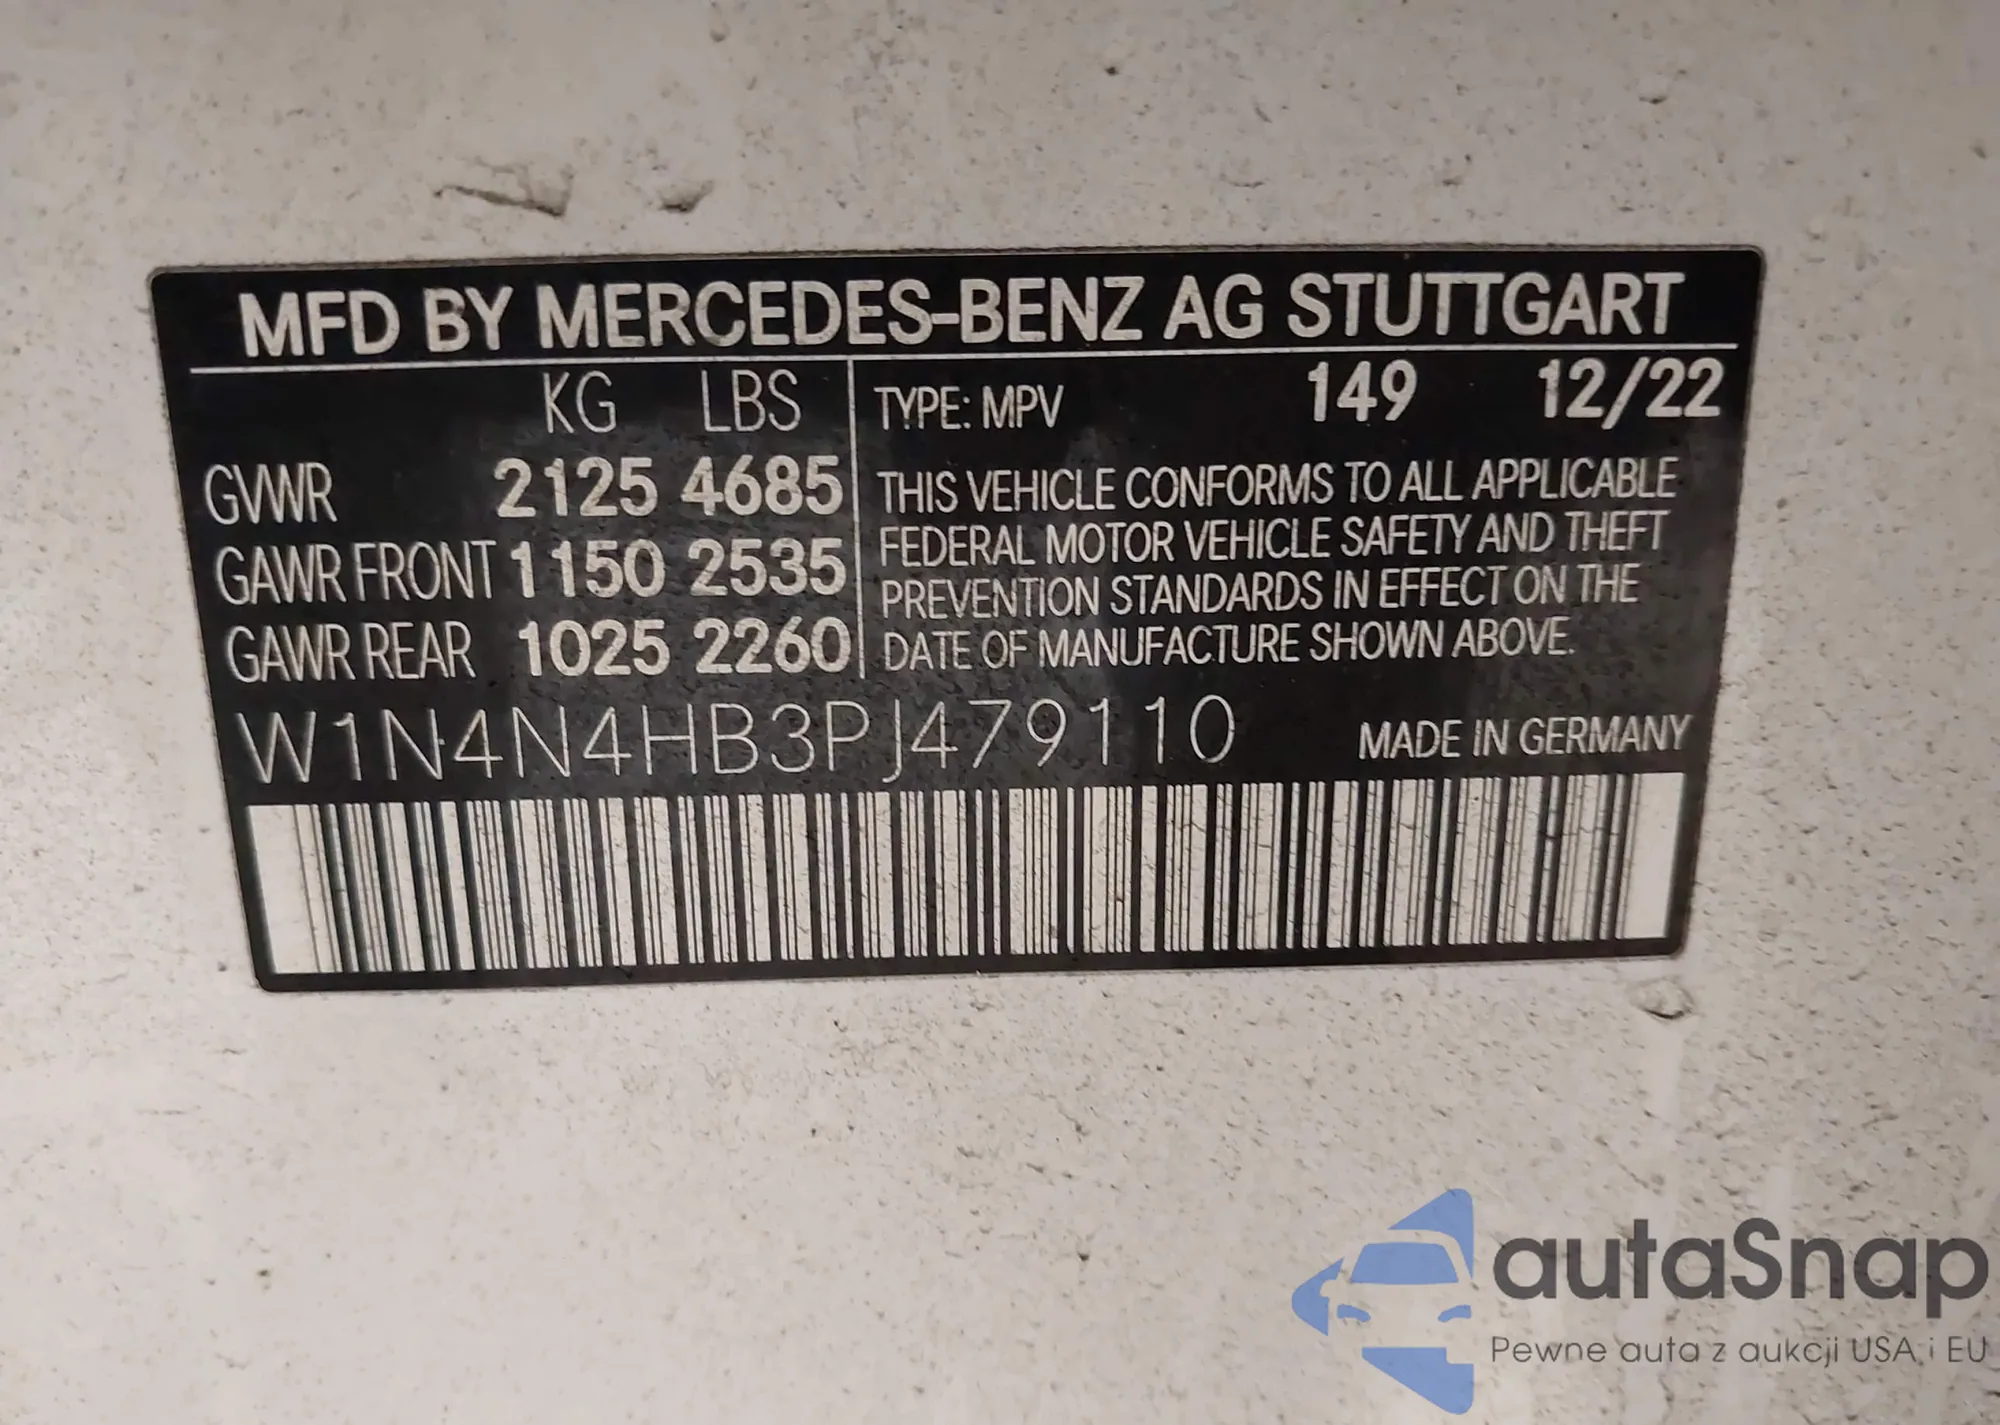 MFD BY MERCEDES-BENZ AG STUTTGART
KG LBS
GVWR 2125 4685
GAWR FRONT 1150 2535
GAWR REAR 1025 2260
TYPE: MPV 149 12/22
THIS VEHICLE CONFORMS TO ALL APPLICABLE
FEDERAL MOTOR VEHICLE SAFETY AND THEFT
PREVENTION STANDARDS IN EFFECT ON THE
DATE OF MANUFACTURE SHOWN ABOVE.
W1N4N4HB3PJ479110 MADE IN GERMANY
autaSnap
Pewne auta z aukcji USA i EU